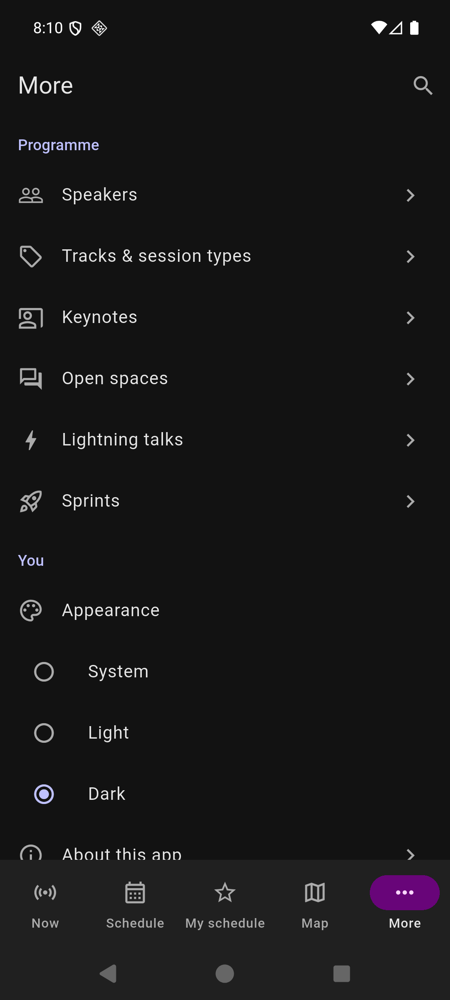 8:10
More
Programme
Speakers
Tracks & session types
Keynotes
Open spaces
Lightning talks
Sprints
You
Appearance
System
Light
Dark
About this app
Now
Schedule
My schedule
Map
More